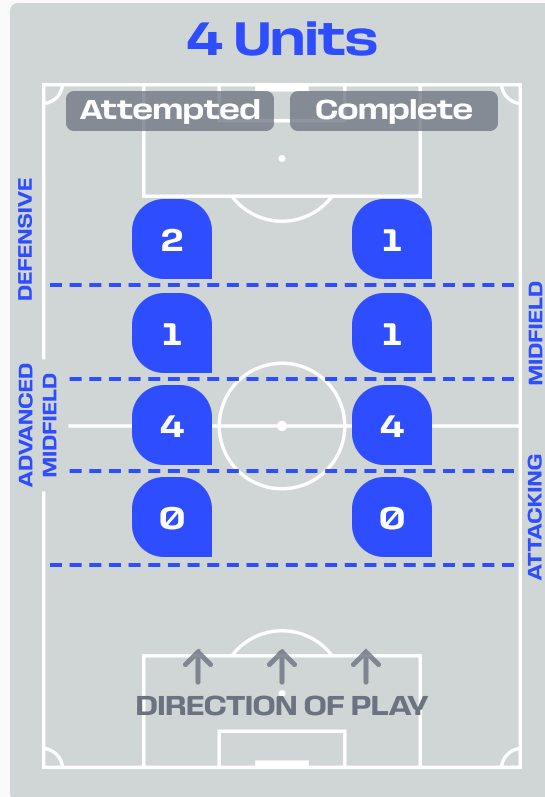 4 Units
Attempted Complete
DEFENSIVE
2 1
MIDFIELD
1 1
ADVANCED
MIDFIELD
4 4
ATTACKING
0 0
DIRECTION OF PLAY